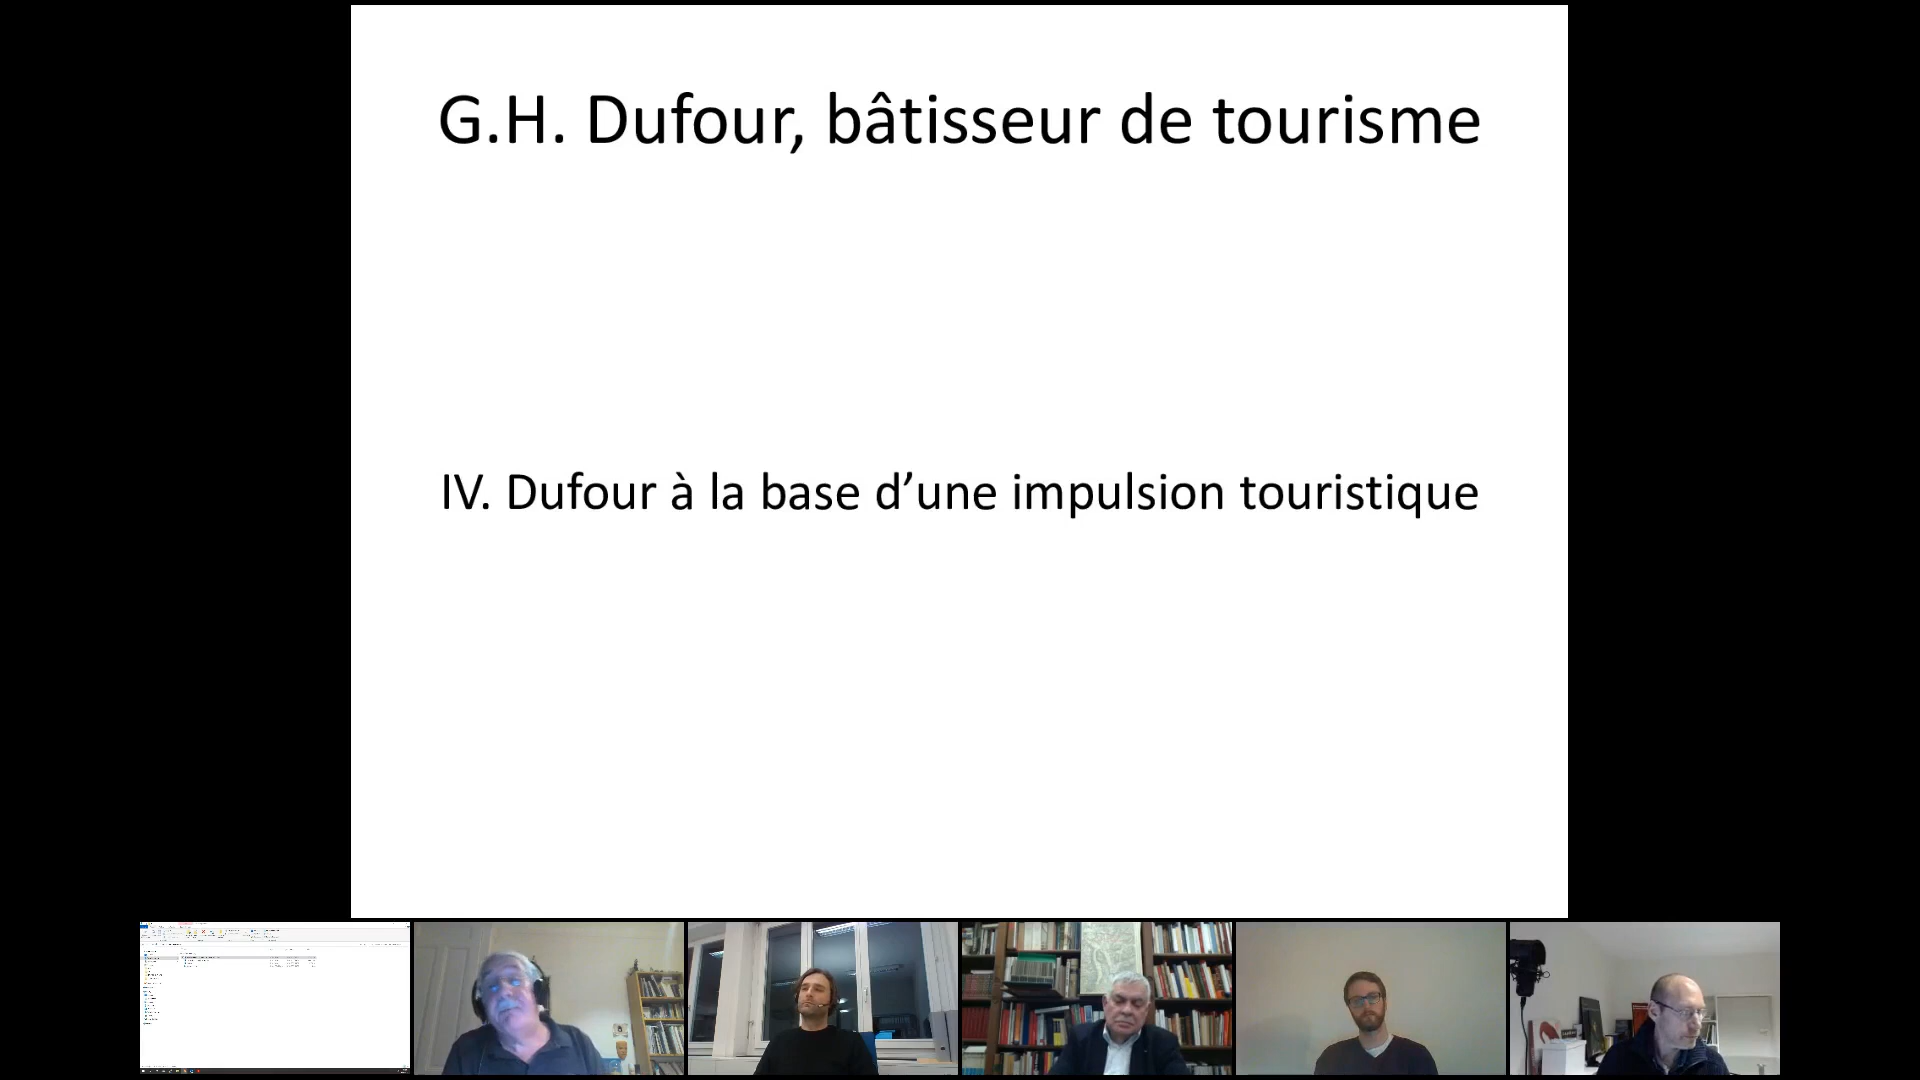 G.H. Dufour, bâtisseur de tourisme
IV. Dufour à la base d’une impulsion touristique